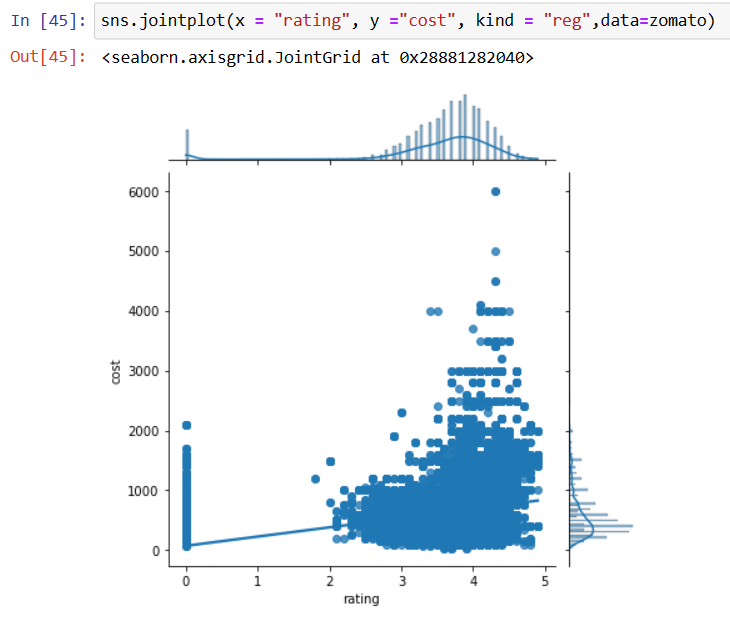 In [45]: sns.jointplot(x = "rating", y ="cost", kind = "reg",data=zomato)
Out[45]: <seaborn.axisgrid.JointGrid at 0x28881282040>
6000
5000
4000
3000
2000
1000
0
cost
0 1 2 3 4 5
rating